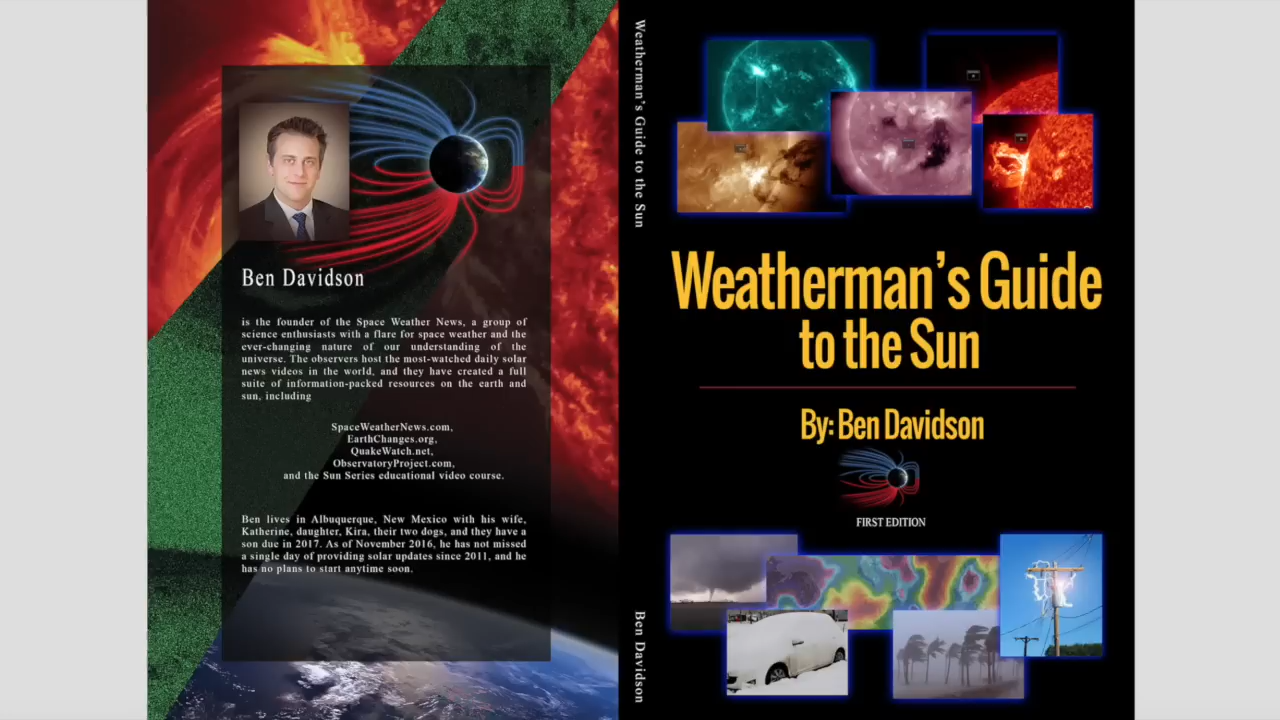 Ben Davidson
is the founder of the Space Weather News, a group of
science enthusiasts with a flare for space weather and the
ever-changing nature of our understanding of the
universe. The observers host the most-watched daily solar
news videos in the world, and they have created a full
suite of information-packed resources on the earth and
sun, including
SpaceWeatherNews.com,
EarthChanges.org,
QuakeWatch.net,
ObservatoryProject.com,
and the Sun Series educational video course.
Ben lives in Albuquerque, New Mexico with his wife,
Katherine, daughter, Kira, their two dogs, and they have a
son due in 2017. As of November 2016, he has not missed
a single day of providing solar updates since 2011, and he
has no plans to start anytime soon.
Weatherman's Guide to the Sun
Ben Davidson
Weatherman's Guide
to the Sun
By: Ben Davidson
FIRST EDITION